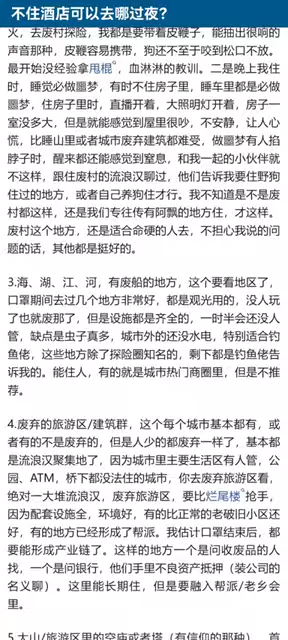 不住酒店可以去哪过夜？
火，去废村探险，我都是要带着皮鞭子，能抽出很响的
声音那种，皮鞭容易携带，狗还不至于咬到松口不放。
最开始没经验拿甩棍，血淋淋的教训。二是晚上我住
时，睡觉必做噩梦，有时不住房子里，睡车里都是必做
噩梦，住房子里时，直播开着，大照明灯开着，房子一
室没多大，但是就能感觉到屋里很吵，不安静，让人心
慌，比睡山里或者城市废弃建筑都难受，做噩梦有人掐
脖子时，醒来都还能感觉到窒息，和我一起的小伙伴就
不这样，跟住废村的流浪汉聊过，他们告诉我要住野狗
住过的地方，或者自己养狗住才行。我不知道是不是废
村都这样，还是我们专往传有阿飘的地方住，才这样。
废村这个地方，还是适合命硬的人去，不担心我说的问
题的话，其他都是挺好的。
3.海、湖、江、河，有废船的地方，这个要看地区了，
口罩期间去过几个地方非常好，都是观光用的，没人玩
了也就废那了，但是设施都是齐全的，一时半会还没人
管，缺点是虫子真多，城市外的还没水电，特别适合钓
鱼佬，这些地方除了探险圈知名的，剩下都是钓鱼佬告
诉我的。能住人，有的就是城市热门商圈里，但是不推
荐。
4.废弃的旅游区/建筑群，这个每个城市基本都有，或
者有的不是废弃的，但是人少的都废弃一样了，基本都
是流浪汉聚集地了，因为城市里主要生活区有人管，公
园、ATM，桥下都没法住的城市，你去废弃旅游区看，
绝对一大堆流浪汉，废弃旅游区，要比烂尾楼抢手，
因为配套设施全，环境好，有的比正常的老破旧小区还
好，有的地方已经形成了帮派。我估计口罩结束后，都
要能形成产业链了。这样的地方一个是问收废品的人
找，一个是问银行，他们手里不良资产抵押（装公司的
名义聊）。这里能长期住，但是要融入帮派/老乡会
里。
5.大山/旅游区里的空庙或者塔（有信仰的那种），首